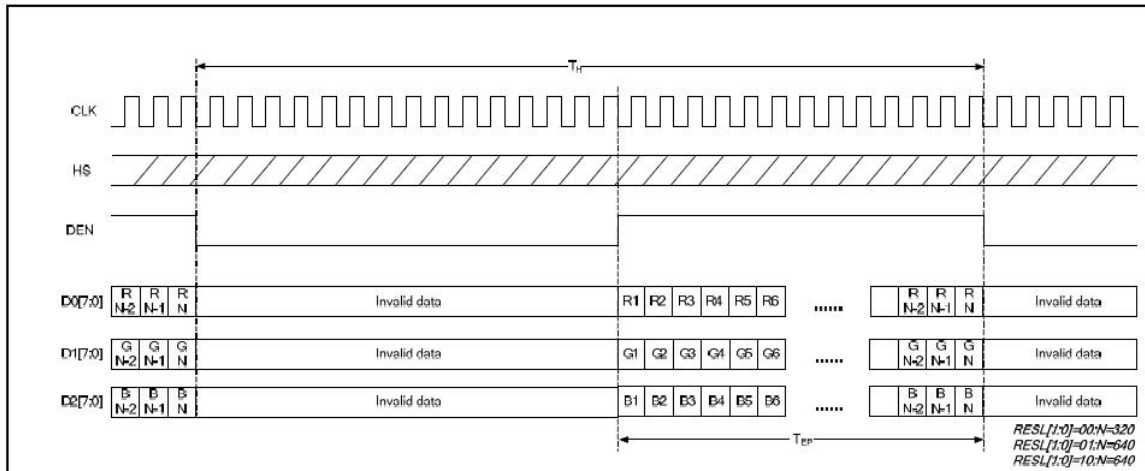 TH
CLK
HS
DEN
D0[7:0] R N-2 R N-1 R N Invalid data R1 R2 R3 R4 R5 R6 ...... R N-2 R N-1 R N Invalid data
D1[7:0] G N-2 G N-1 G N Invalid data G1 G2 G3 G4 G5 G6 ...... G N-2 G N-1 G N Invalid data
D2[7:0] B N-2 B N-1 B N Invalid data B1 B2 B3 B4 B5 B6 ...... B N-2 B N-1 B N Invalid data
TEP
RESL[1:0]=00:N=320
RESL[1:0]=01:N=640
RESL[1:0]=10:N=640